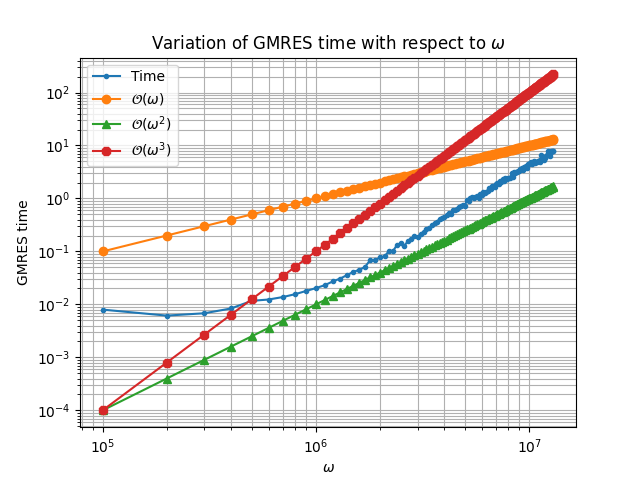 Variation of GMRES time with respect to ω
Time
𝒪(ω)
𝒪(ω²)
𝒪(ω³)
GMRES time
10²
10¹
10⁰
10⁻¹
10⁻²
10⁻³
10⁻⁴
10⁵ 10⁶ 10⁷
ω